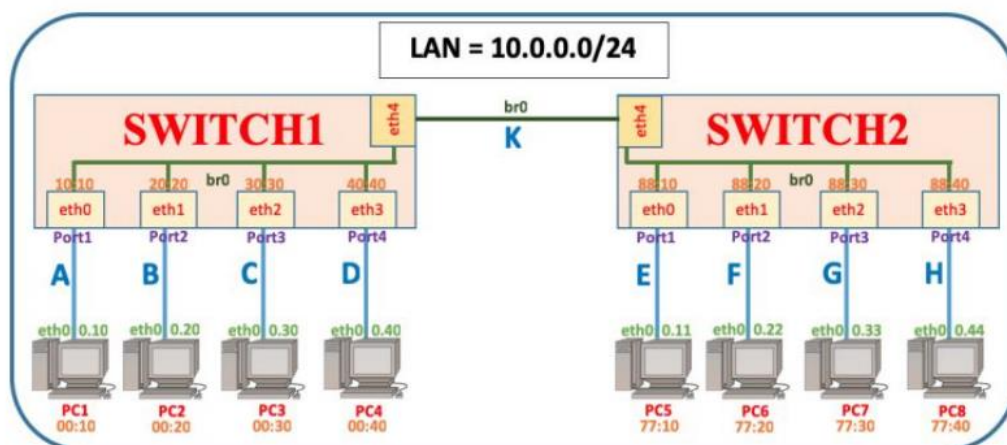 LAN = 10.0.0.0/24
SWITCH1
eth4
br0
K
eth4
SWITCH2
10:10 20:20 br0 30:30 40:40
88:10 88:20 br0 88:30 88:40
eth0 eth1 eth2 eth3
eth0 eth1 eth2 eth3
Port1 Port2 Port3 Port4
Port1 Port2 Port3 Port4
A B C D
E F G H
eth0 0.10 eth0 0.20 eth0 0.30 eth0 0.40
eth0 0.11 eth0 0.22 eth0 0.33 eth0 0.44
PC1 PC2 PC3 PC4
PC5 PC6 PC7 PC8
00:10 00:20 00:30 00:40
77:10 77:20 77:30 77:40